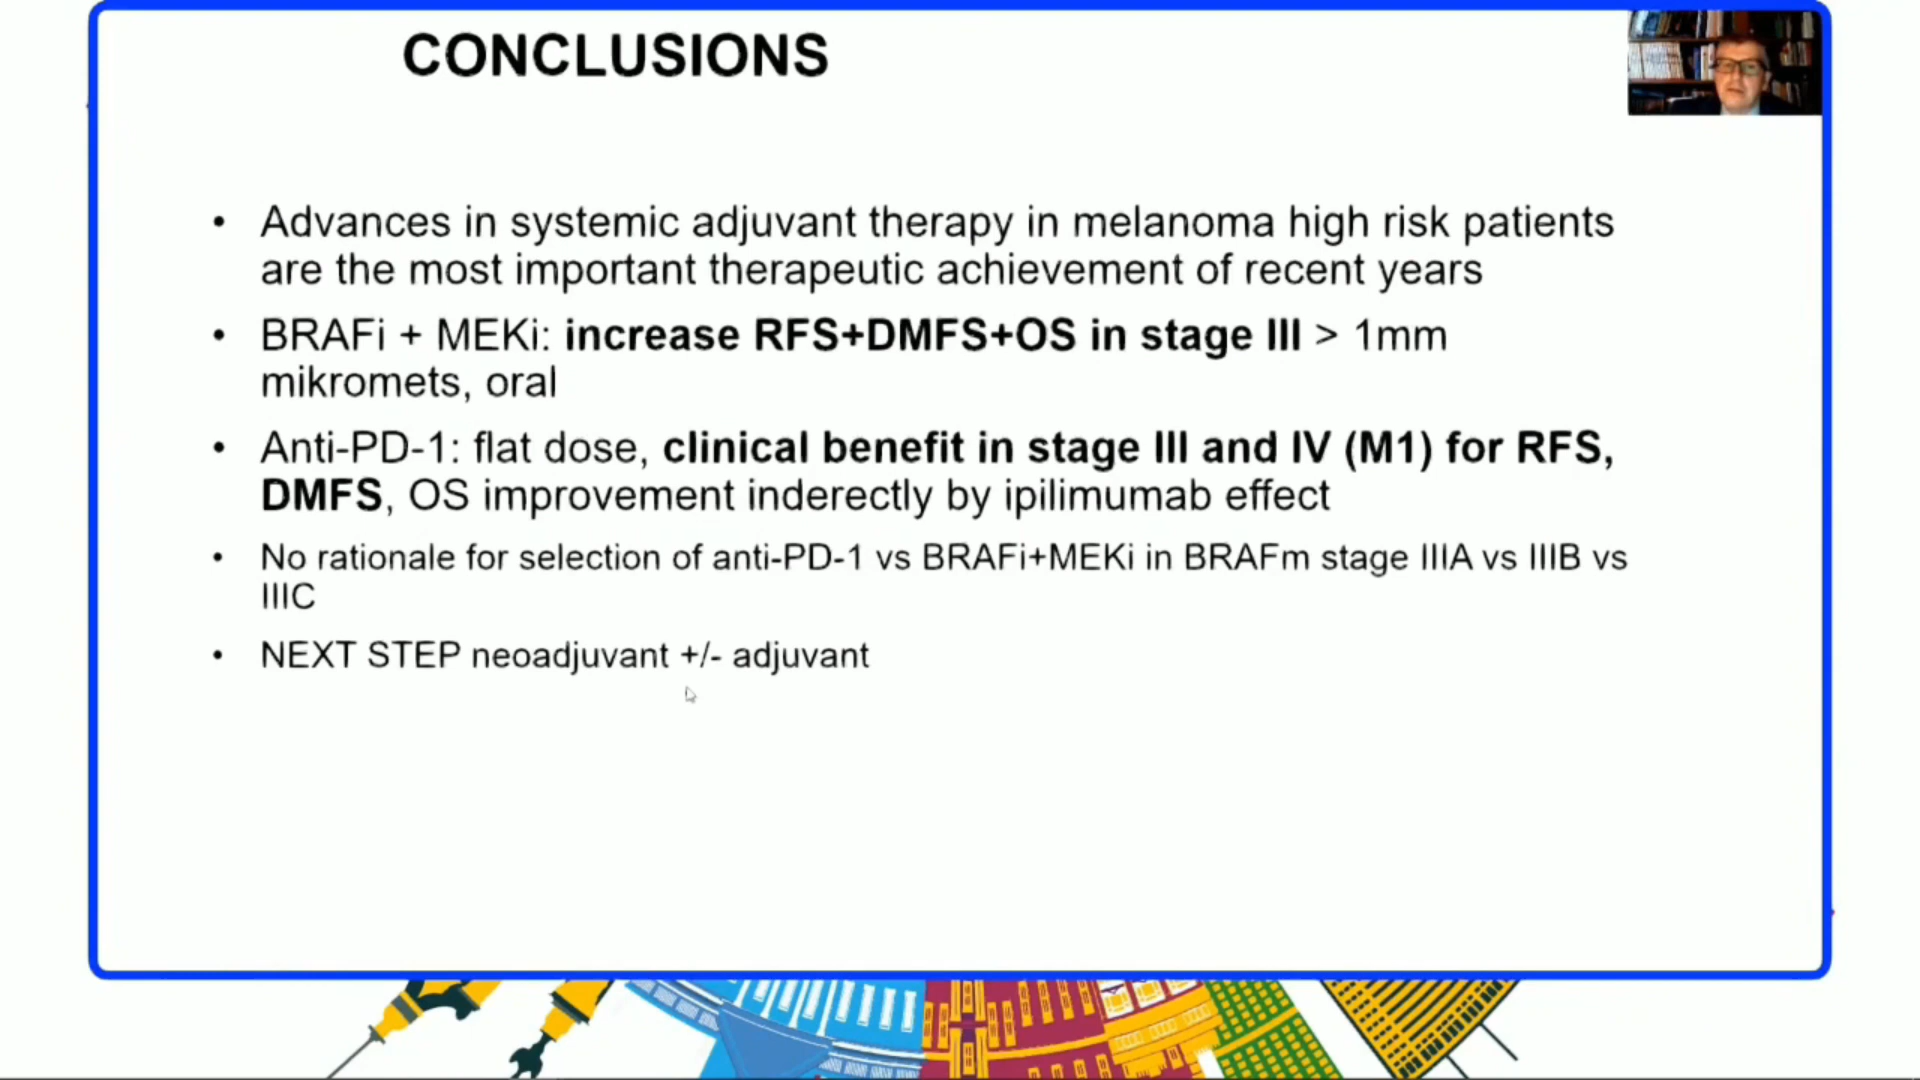 CONCLUSIONS
• Advances in systemic adjuvant therapy in melanoma high risk patients
are the most important therapeutic achievement of recent years
• BRAFi + MEKi: increase RFS+DMFS+OS in stage III > 1mm
mikromets, oral
• Anti-PD-1: flat dose, clinical benefit in stage III and IV (M1) for RFS,
DMFS, OS improvement inderectly by ipilimumab effect
• No rationale for selection of anti-PD-1 vs BRAFi+MEKi in BRAFm stage IIIA vs IIIB vs
IIIC
• NEXT STEP neoadjuvant +/- adjuvant